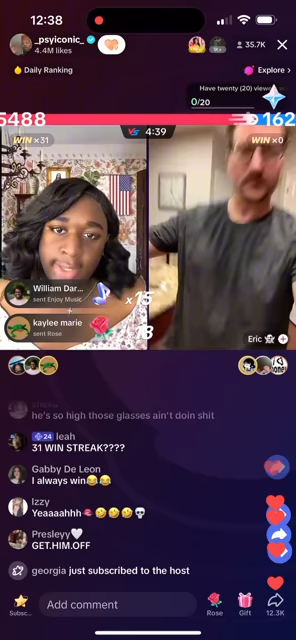 12:38
_psyiconic_
4.4M likes
35.7K
Daily Ranking
Explore >
Have twenty (20) viewe
0/20
5488
162
WIN ×31
VS 4:39
WIN ×0
William Dar...
sent Enjoy Music
kaylee marie
sent Rose
Eric
he's so high those glasses ain't doin shit
24 leah
31 WIN STREAK????
Gabby De Leon
I always win😂😂
Izzy
Yeaaaahhh🫦🤣🤣🤣💀
Presleyy🤍
GET.HIM.OFF
georgia just subscribed to the host
Subsc...
Add comment
Rose
Gift
12.3K